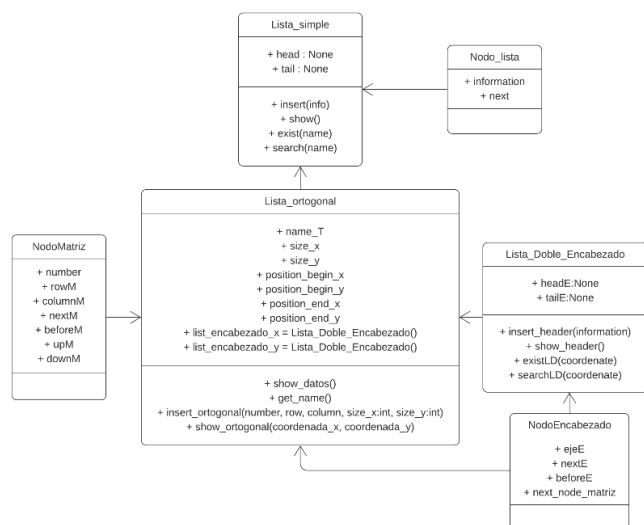 Lista_simple
+ head : None
+ tail : None
+ insert(info)
+ show()
+ exist(name)
+ search(name)
Nodo_lista
+ information
+ next
Lista_ortogonal
+ name_T
+ size_x
+ size_y
+ position_begin_x
+ position_begin_y
+ position_end_x
+ position_end_y
+ list_encabezado_x = Lista_Doble_Encabezado()
+ list_encabezado_y = Lista_Doble_Encabezado()
+ show_datos()
+ get_name()
+ insert_ortogonal(number, row, column, size_x:int, size_y:int)
+ show_ortogonal(coordenada_x, coordenada_y)
NodoMatriz
+ number
+ rowM
+ columnM
+ nextM
+ beforeM
+ upM
+ downM
Lista_Doble_Encabezado
+ headE:None
+ tailE:None
+ insert_header(information)
+ show_header()
+ existLD(coordenate)
+ searchLD(coordenate)
NodoEncabezado
+ ejeE
+ nextE
+ beforeE
+ next_node_matriz